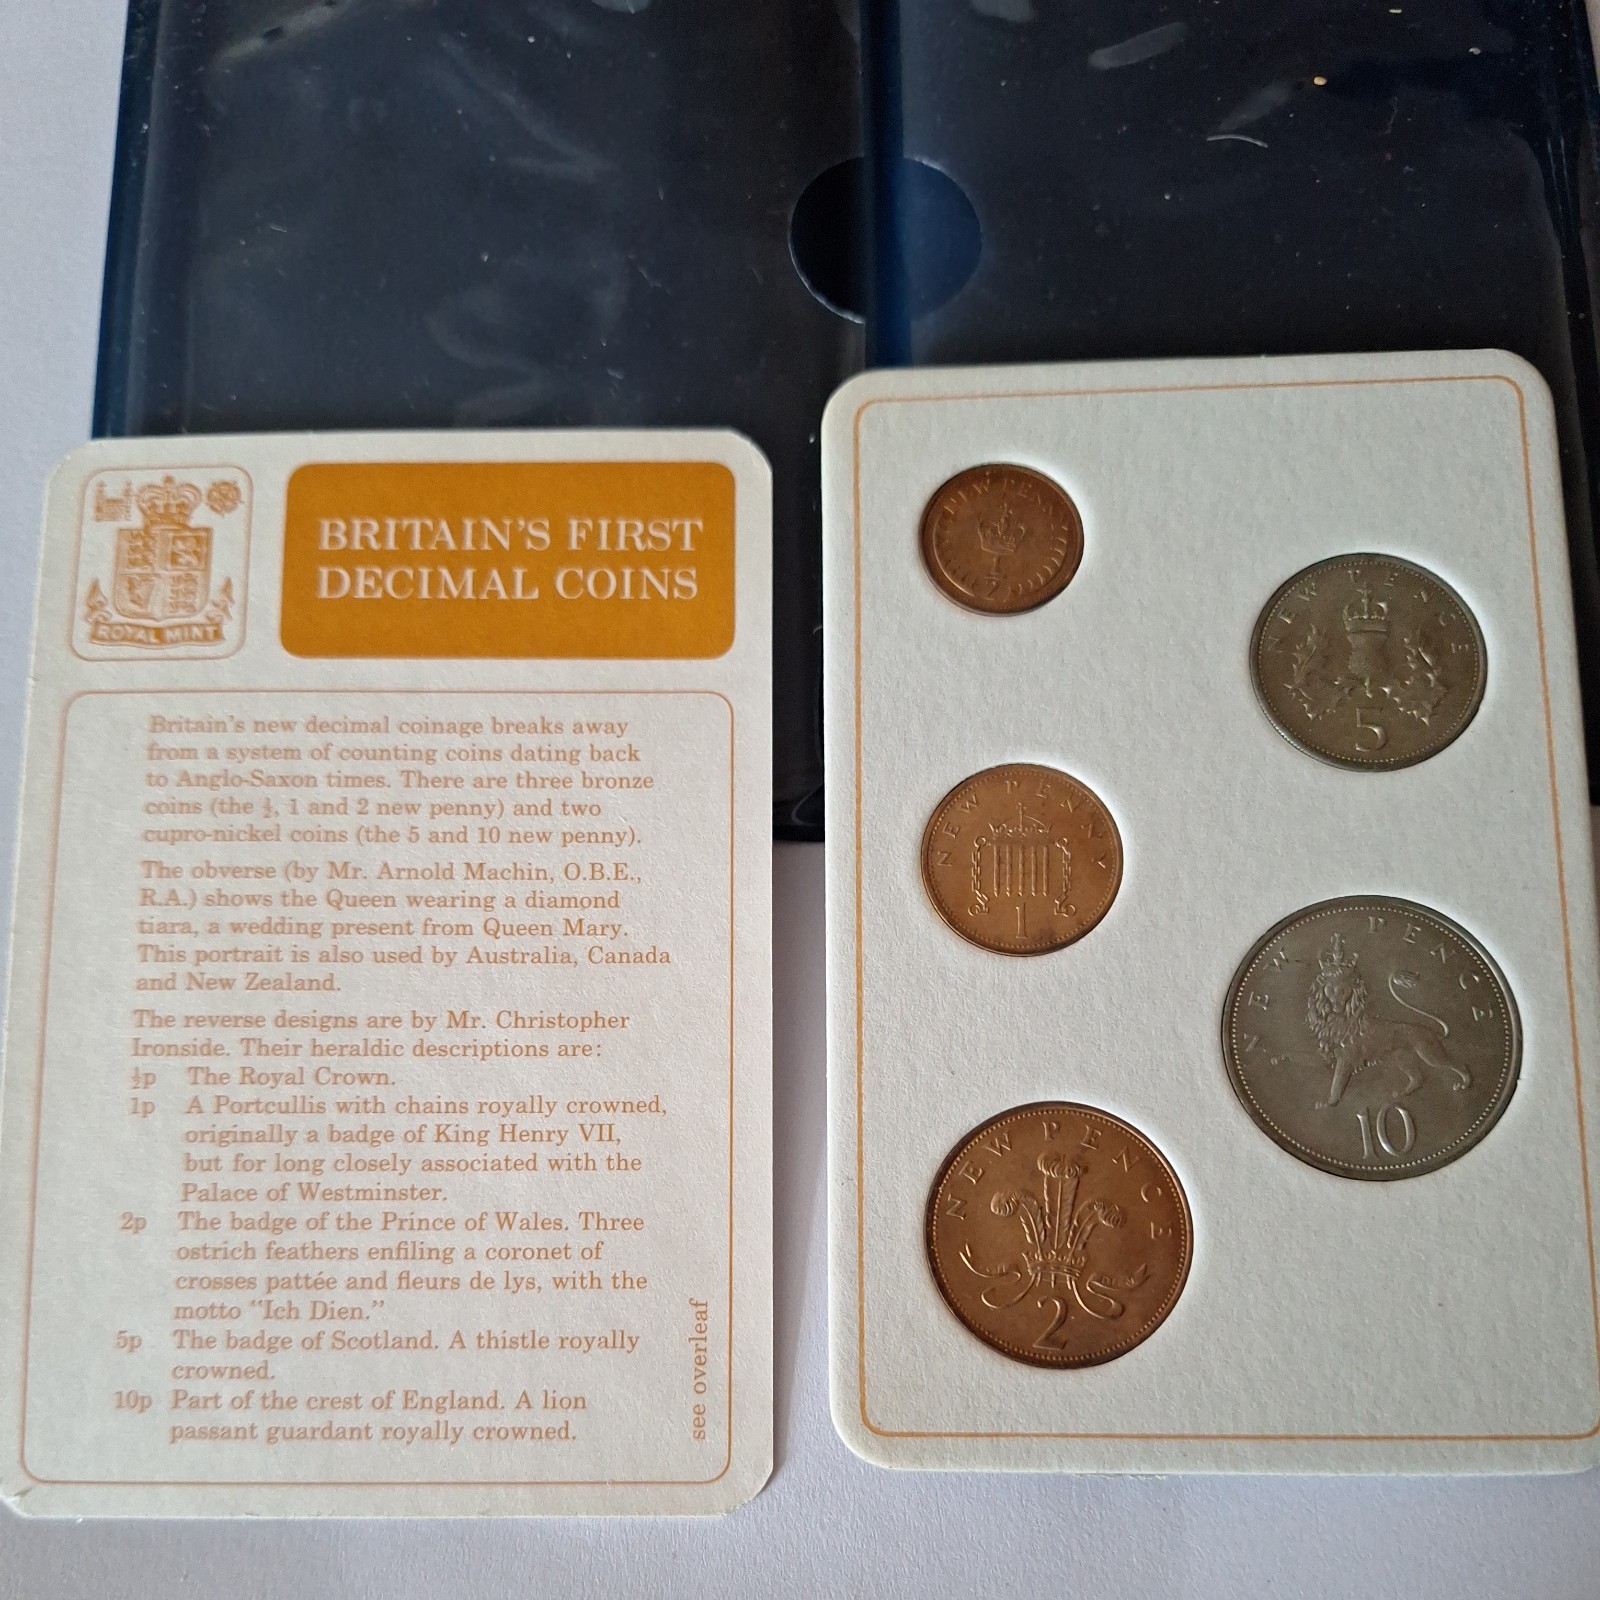 ROYAL MINT
BRITAIN'S FIRST
DECIMAL COINS
Britain's new decimal coinage breaks away
from a system of counting coins dating back
to Anglo-Saxon times. There are three bronze
coins (the ½, 1 and 2 new penny) and two
cupro-nickel coins (the 5 and 10 new penny).
The obverse (by Mr. Arnold Machin, O.B.E.,
R.A.) shows the Queen wearing a diamond
tiara, a wedding present from Queen Mary.
This portrait is also used by Australia, Canada
and New Zealand.
The reverse designs are by Mr. Christopher
Ironside. Their heraldic descriptions are:
½p The Royal Crown.
1p A Portcullis with chains royally crowned,
originally a badge of King Henry VII,
but for long closely associated with the
Palace of Westminster.
2p The badge of the Prince of Wales. Three
ostrich feathers enfiling a coronet of
crosses pattée and fleurs de lys, with the
motto "Ich Dien."
5p The badge of Scotland. A thistle royally
crowned.
10p Part of the crest of England. A lion
passant guardant royally crowned.
see overleaf
NEW PENNY
½
NEW PENCE
5
NEW PENNY
1
NEW PENCE
10
NEW PENCE
2